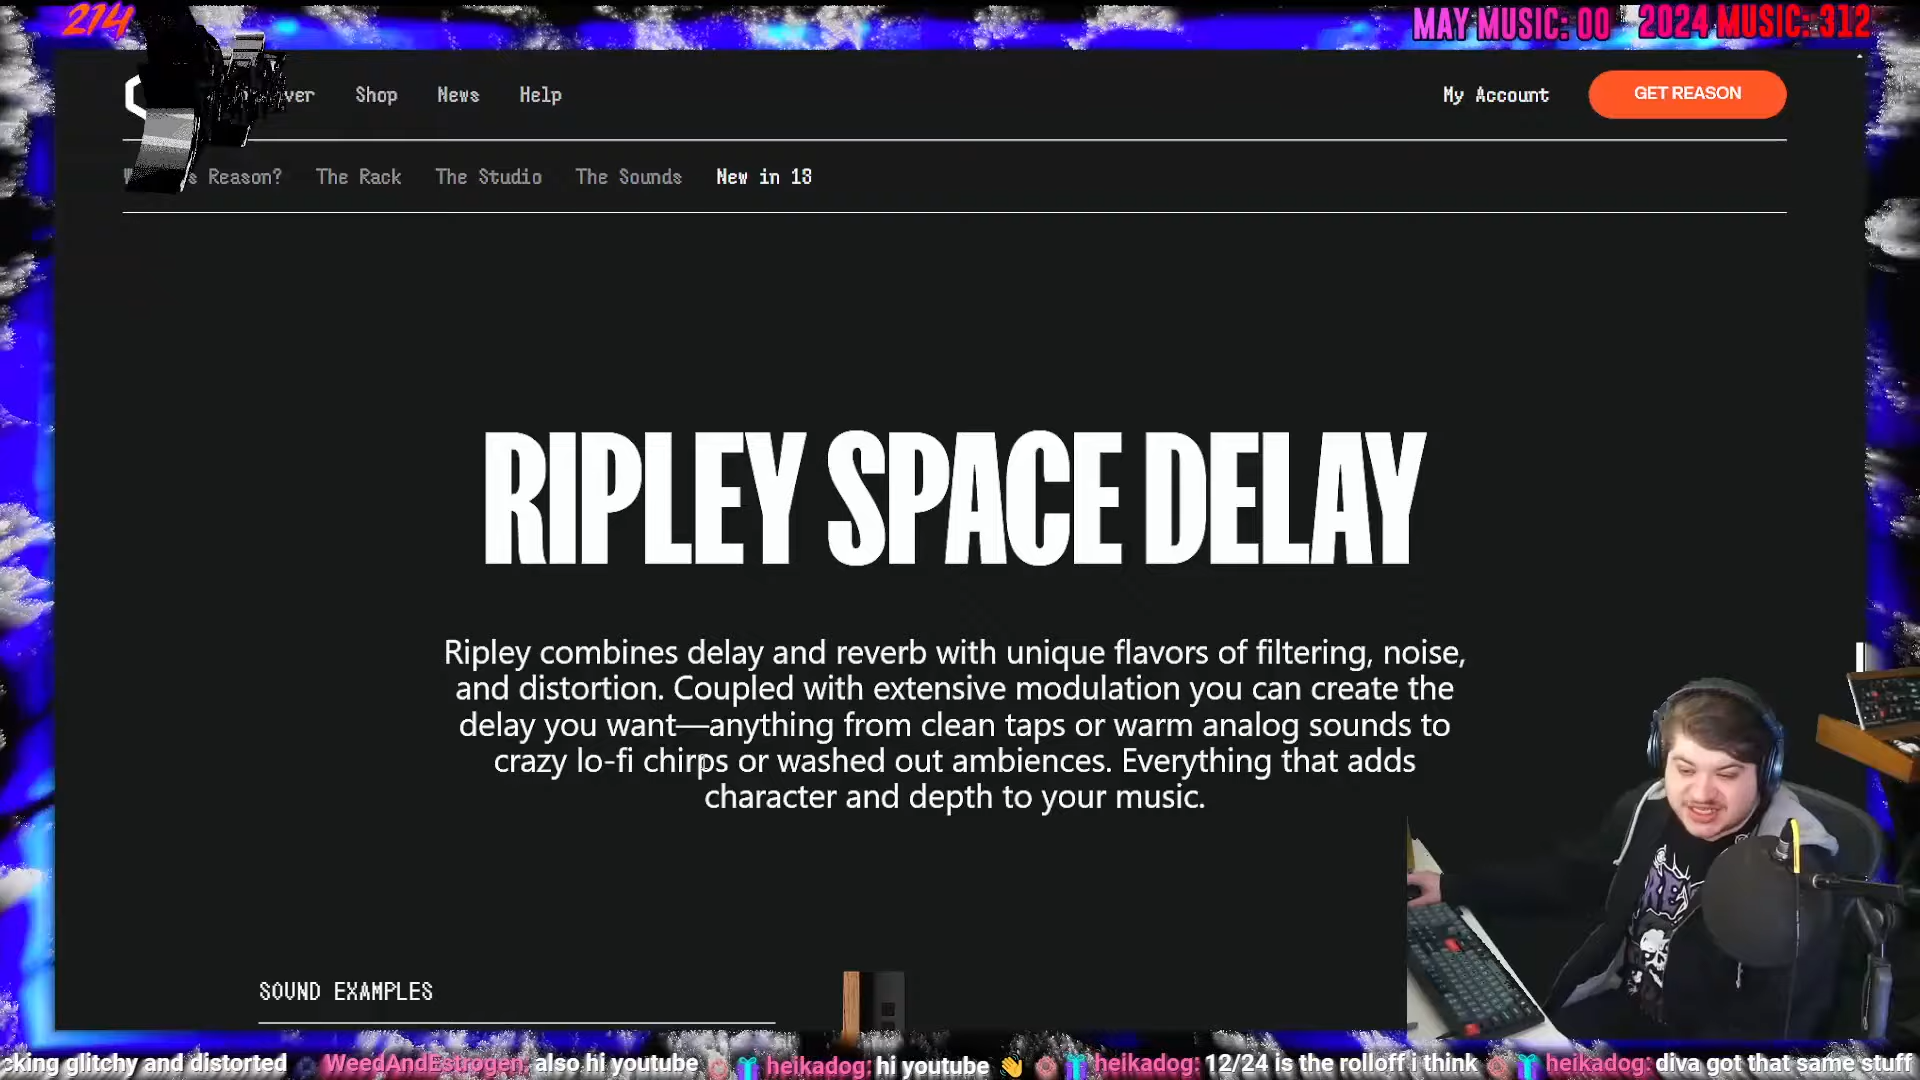 214
MAY MUSIC: 00 2024 MUSIC: 312
Shop News Help
My Account GET REASON
Reason? The Rack The Studio The Sounds New in 13
RIPLEY SPACE DELAY
Ripley combines delay and reverb with unique flavors of filtering, noise,
and distortion. Coupled with extensive modulation you can create the
delay you want—anything from clean taps or warm analog sounds to
crazy lo-fi chirps or washed out ambiences. Everything that adds
character and depth to your music.
SOUND EXAMPLES
cking glitchy and distorted WeedAndEstrogen: also hi youtube heikadog: hi youtube 👋 heikadog: 12/24 is the rolloff i think heikadog: diva got that same stuff